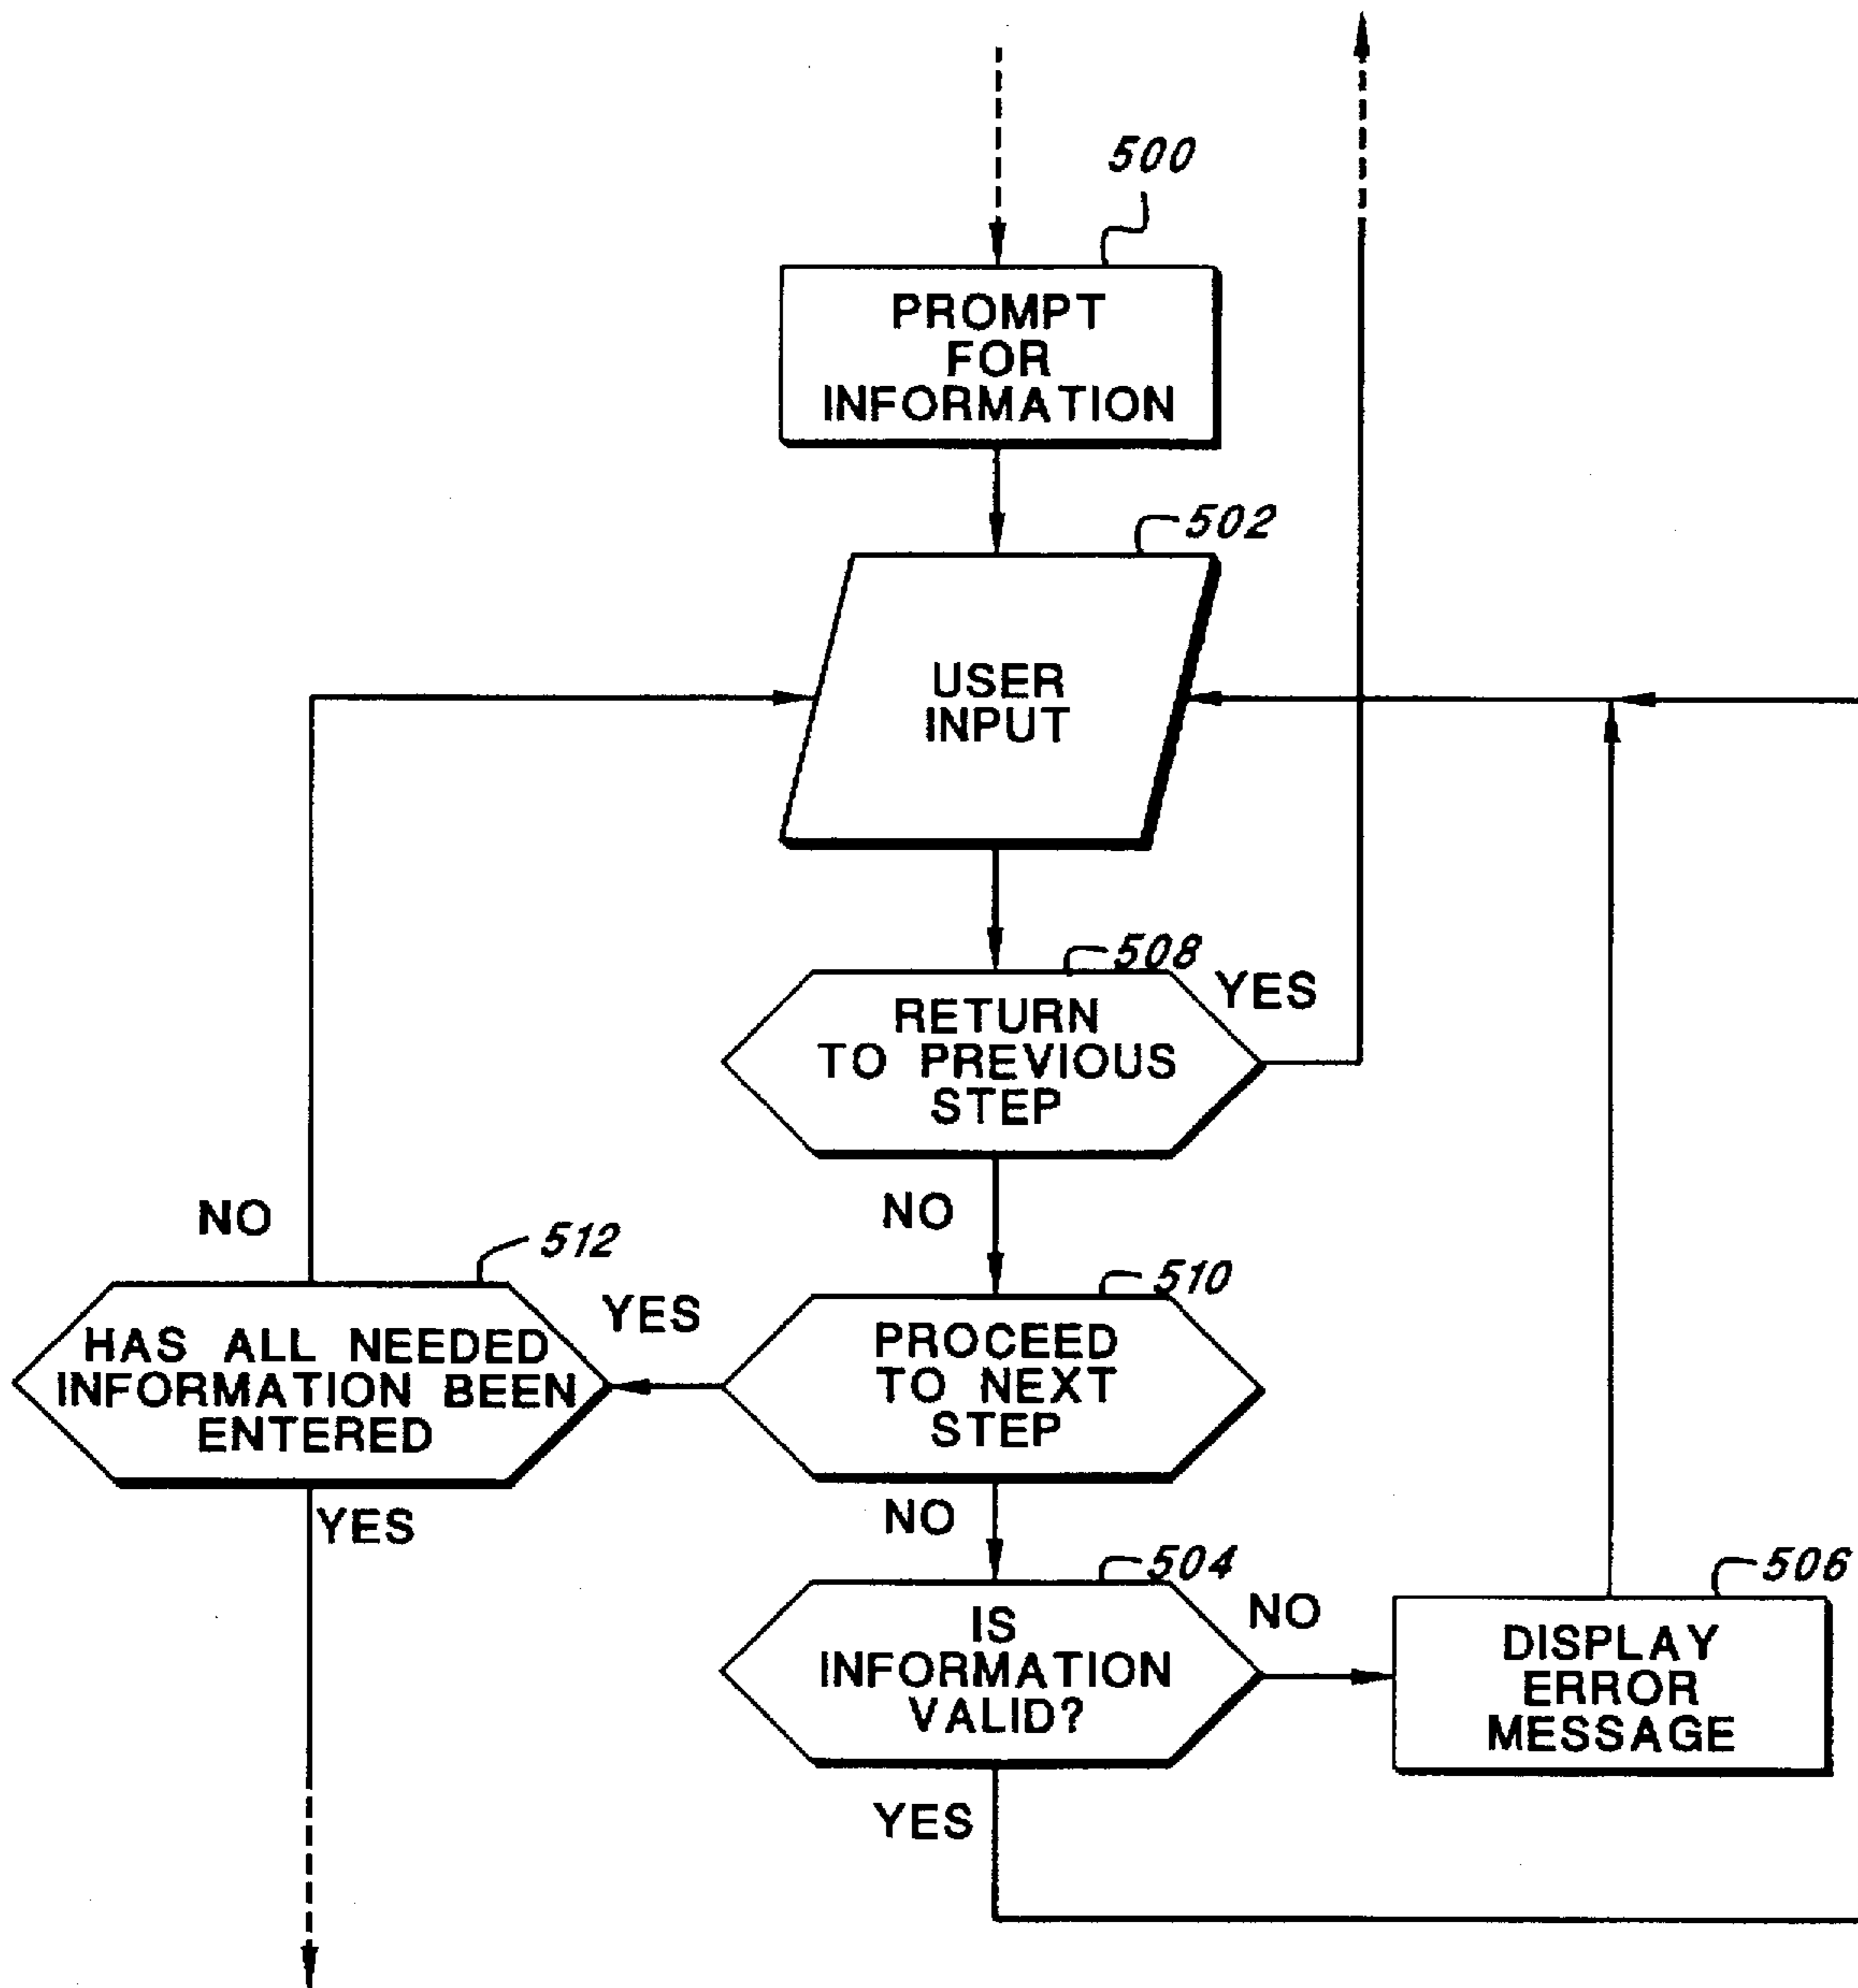 500
PROMPT
FOR
INFORMATION
502
USER
INPUT
508
YES
RETURN
TO PREVIOUS
STEP
NO
NO
512
510
YES
HAS ALL NEEDED
INFORMATION BEEN
ENTERED
PROCEED
TO NEXT
STEP
YES
NO
504
506
NO
IS
INFORMATION
VALID?
DISPLAY
ERROR
MESSAGE
YES